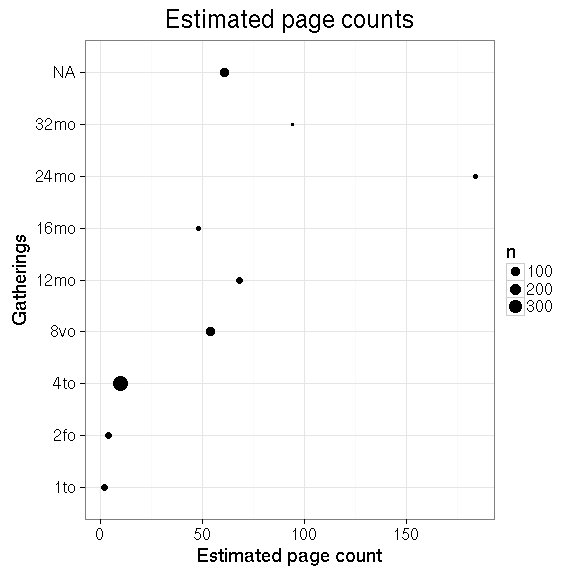 Estimated page counts
Gatherings
NA
32mo
24mo
16mo
12mo
8vo
4to
2fo
1to
0 50 100 150
Estimated page count
n
100
200
300